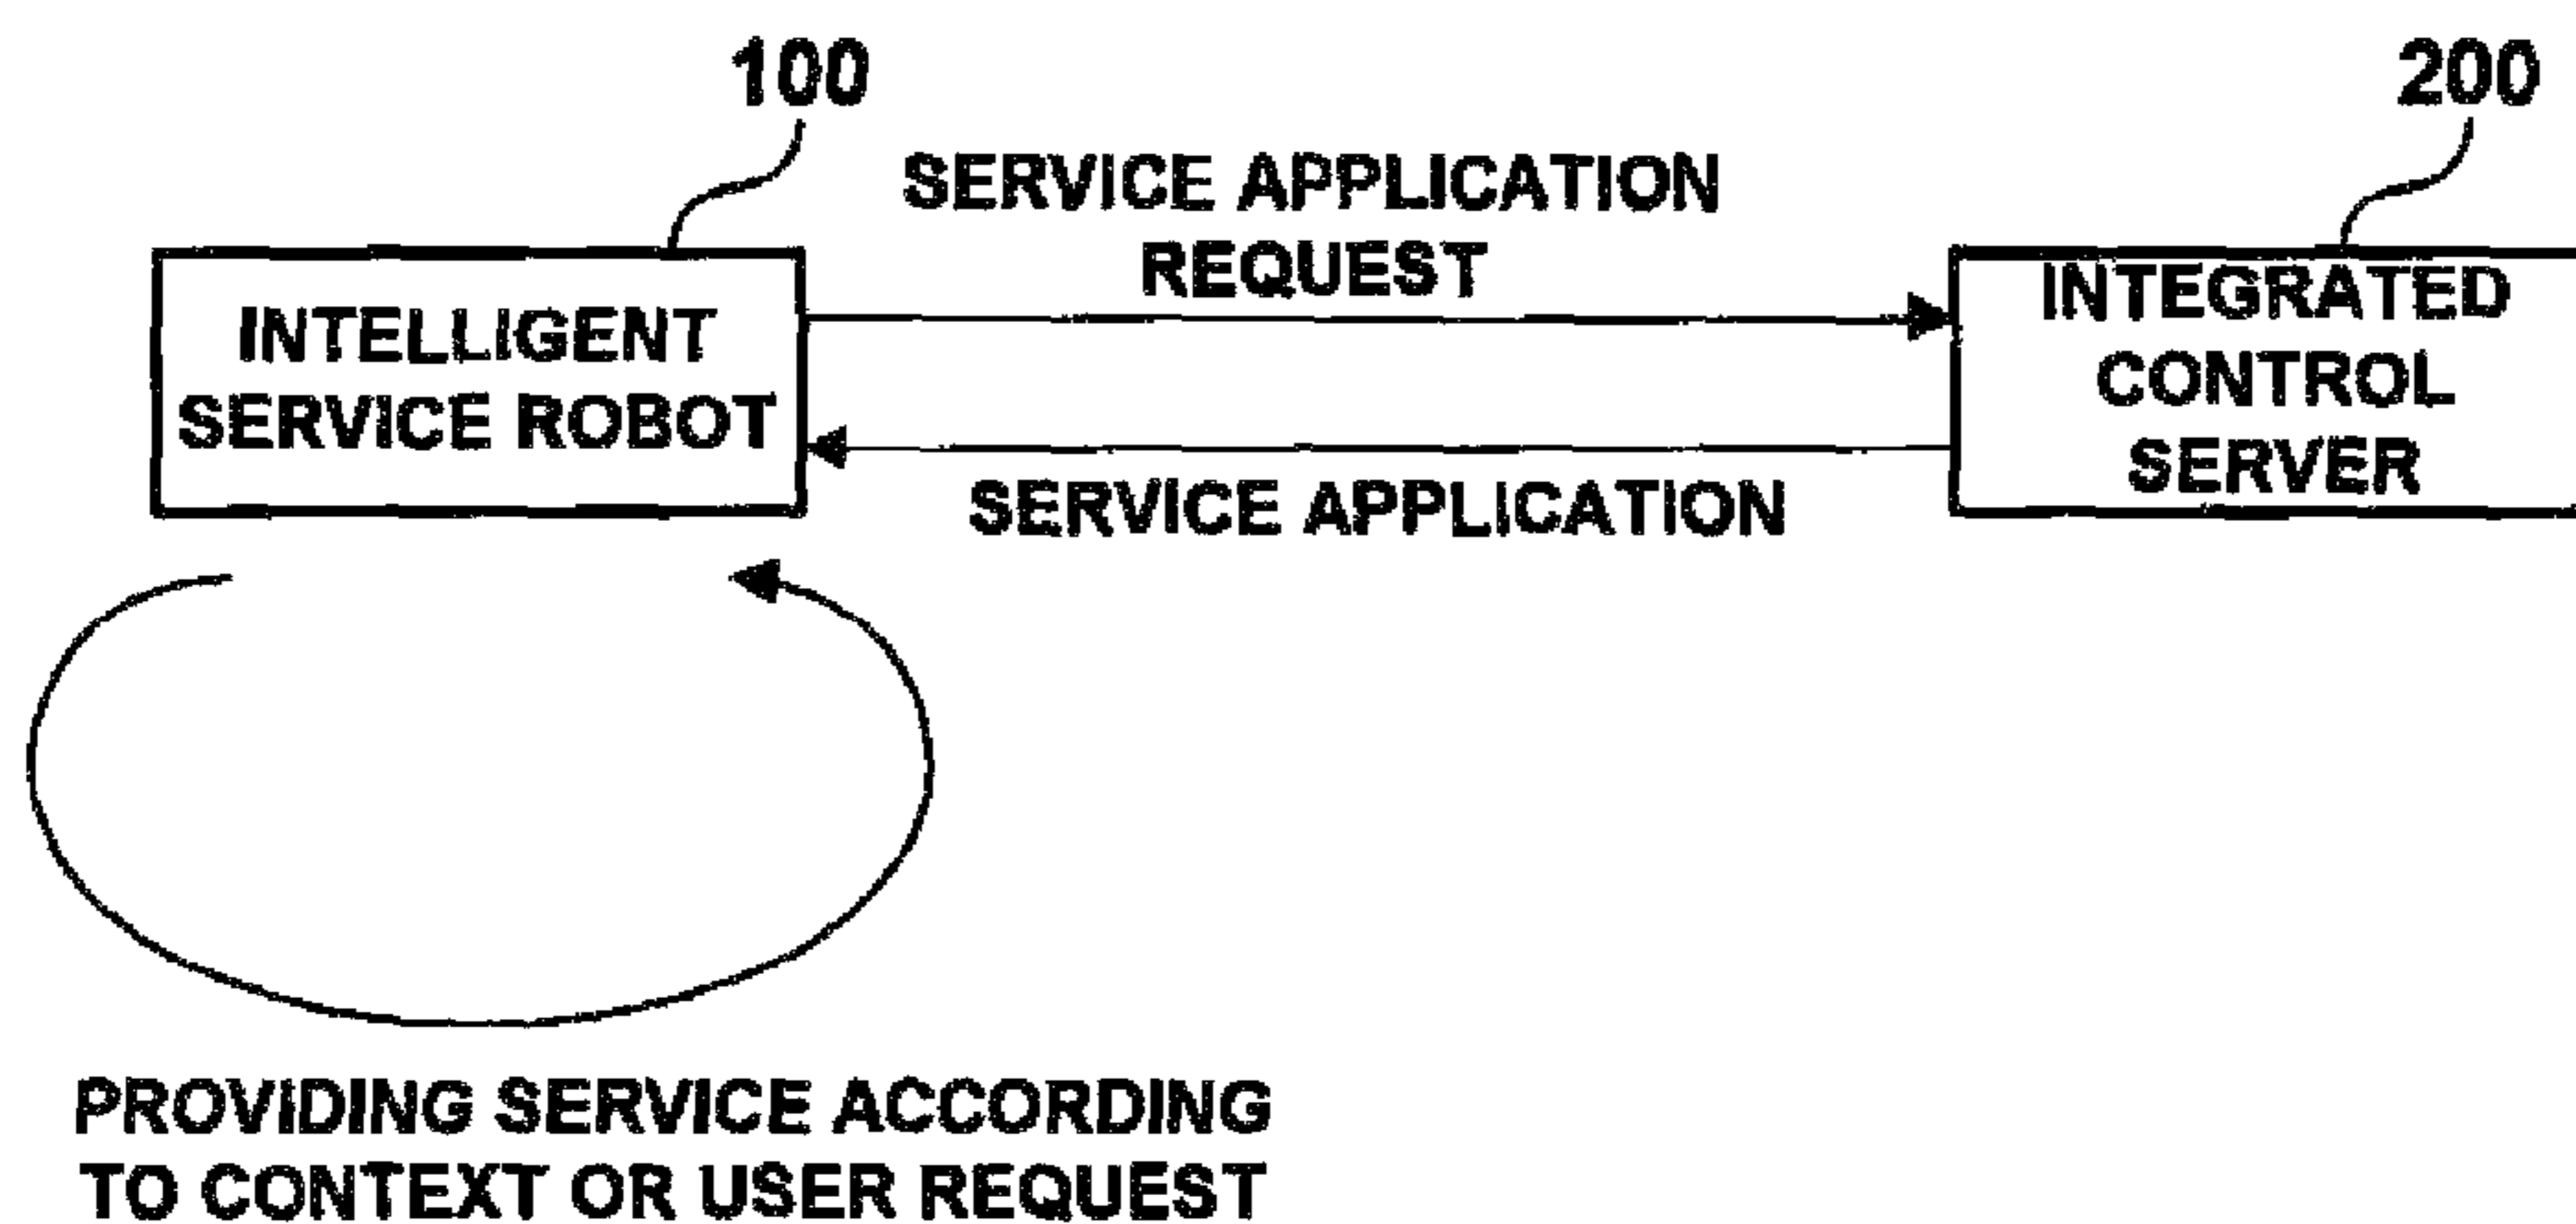 100
200
SERVICE APPLICATION
REQUEST
INTELLIGENT
SERVICE ROBOT
INTEGRATED
CONTROL
SERVER
SERVICE APPLICATION
PROVIDING SERVICE ACCORDING
TO CONTEXT OR USER REQUEST